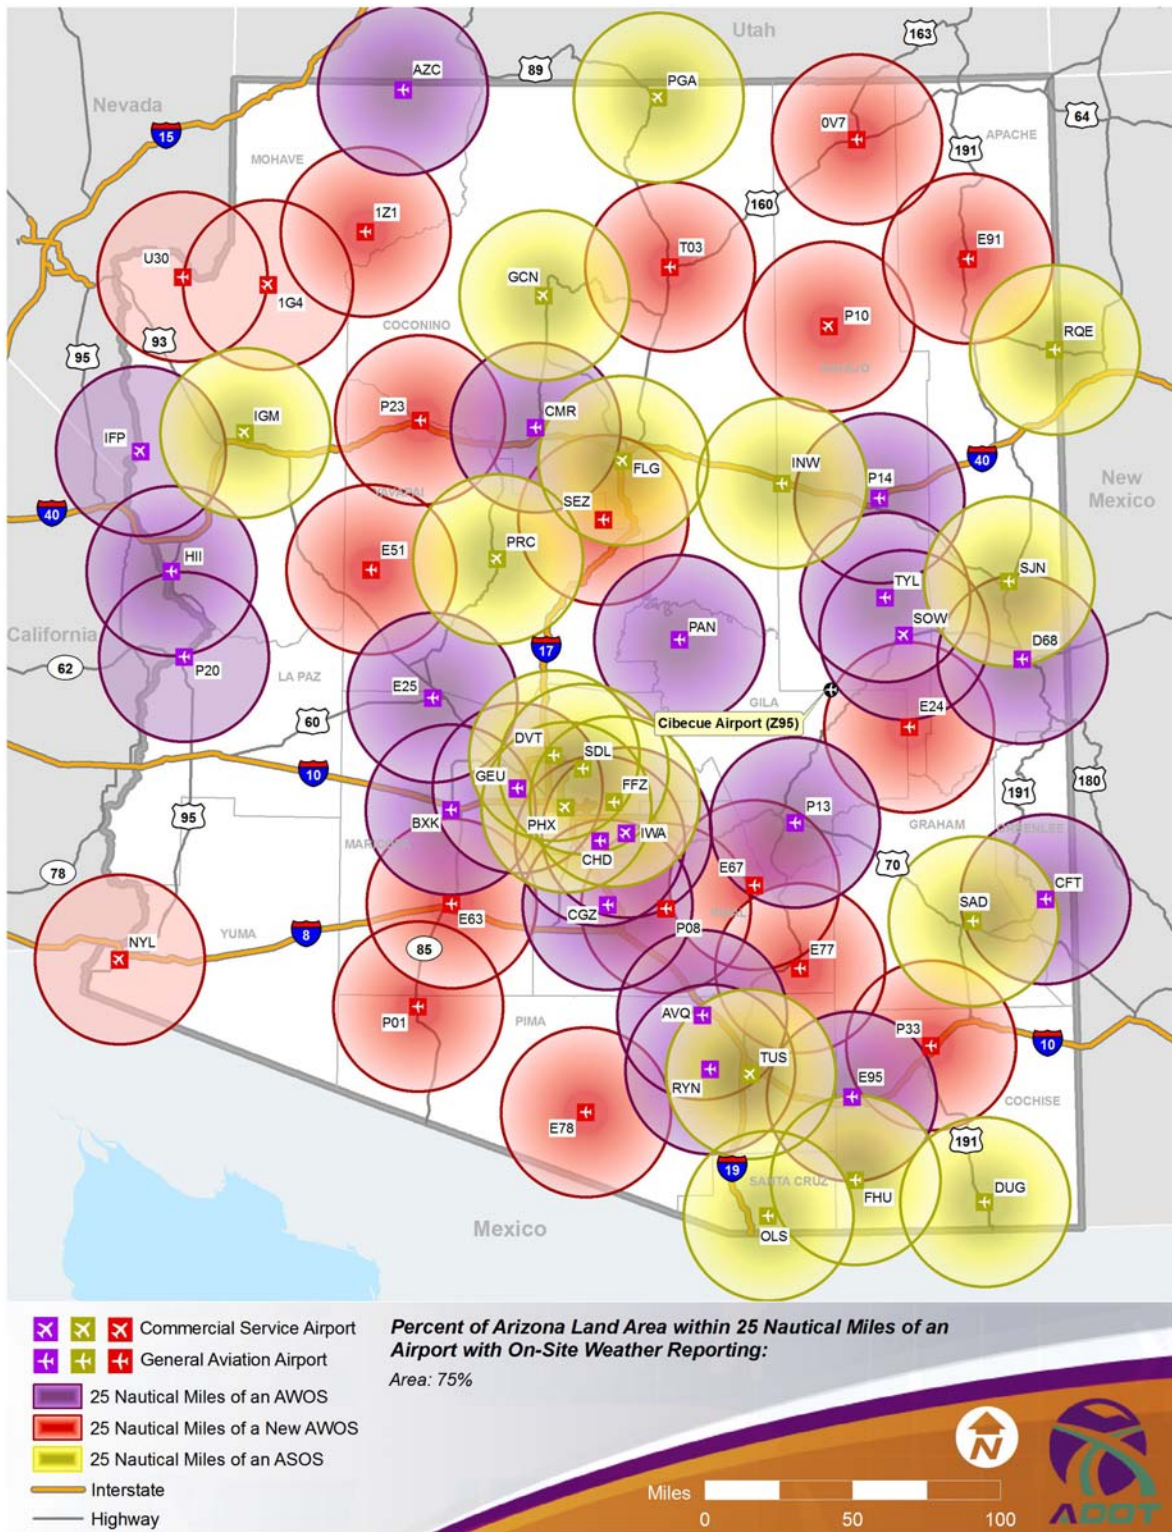 Utah
163
AZC
89
PGA
Nevada
64
0V7
15
191
APACHE
MOHAVE
160
1Z1
T03
E91
U30
GCN
1G4
P10
COCONINO
93
95
RQE
P23
CMR
IGM
IFP
FLG
INW
40
P14
New
Mexico
SEZ
40
PRC
HII
E51
TYL
SJN
SOW
California
PAN
D68
17
62
P20
LA PAZ
E25
GILA
60
Cibecue Airport (Z95)
E24
DVT
SDL
10
GEU
FFZ
191
180
95
PHX
P13
BXK
IWA
GRAHAM
GREENLEE
CHD
E67
70
78
CFT
CGZ
SAD
E63
P08
YUMA
8
NYL
85
E77
AVQ
P01
PIMA
P33
10
TUS
RYN
E95
COCHISE
E78
191
19
SANTA CRUZ
FHU
DUG
Mexico
OLS
Commercial Service Airport
General Aviation Airport
25 Nautical Miles of an AWOS
25 Nautical Miles of a New AWOS
25 Nautical Miles of an ASOS
Interstate
Highway
Percent of Arizona Land Area within 25 Nautical Miles of an
Airport with On-Site Weather Reporting:
Area: 75%
N
Miles
0 50 100
ADOT